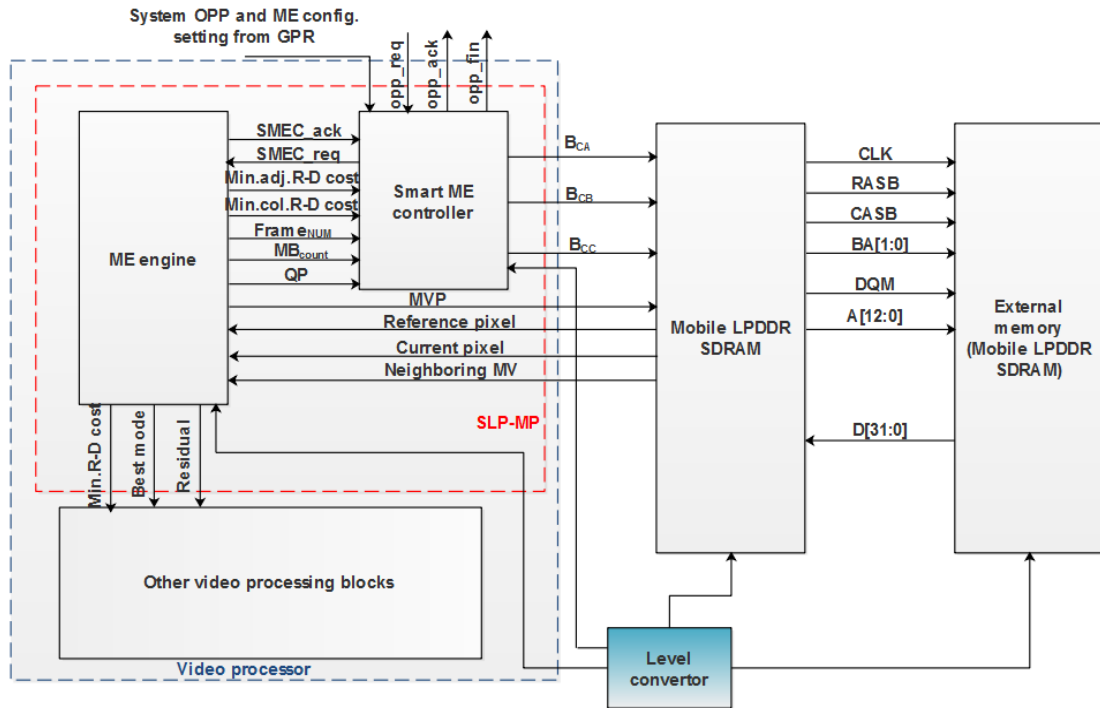 System OPP and ME config.
setting from GPR
opp_req
opp_ack
opp_fin
SMEC_ack
SMEC_req
Min.adj.R-D cost
Min.col.R-D cost
FrameNUM
MBcount
QP
ME engine
Smart ME
controller
BCA
BCB
BCC
MVP
Reference pixel
Current pixel
Neighboring MV
Mobile LPDDR
SDRAM
CLK
RASB
CASB
BA[1:0]
DQM
A[12:0]
D[31:0]
External
memory
(Mobile LPDDR
SDRAM)
SLP-MP
Min.R-D cost
Best mode
Residual
Other video processing blocks
Video processor
Level
convertor